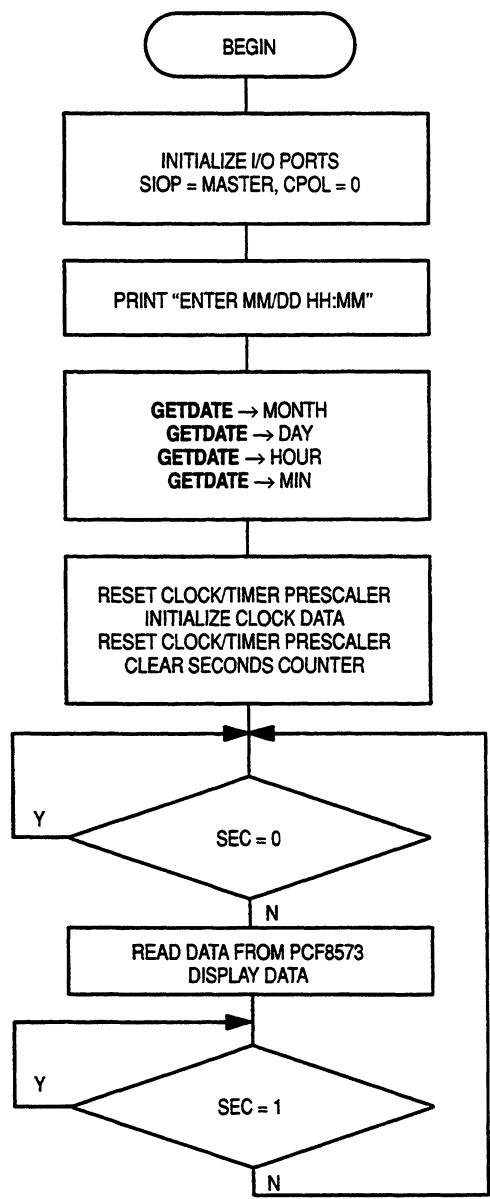 BEGIN
INITIALIZE I/O PORTS
SIOP = MASTER, CPOL = 0
PRINT “ENTER MM/DD HH:MM”
GETDATE → MONTH
GETDATE → DAY
GETDATE → HOUR
GETDATE → MIN
RESET CLOCK/TIMER PRESCALER
INITIALIZE CLOCK DATA
RESET CLOCK/TIMER PRESCALER
CLEAR SECONDS COUNTER
Y
SEC = 0
N
READ DATA FROM PCF8573
DISPLAY DATA
Y
SEC = 1
N